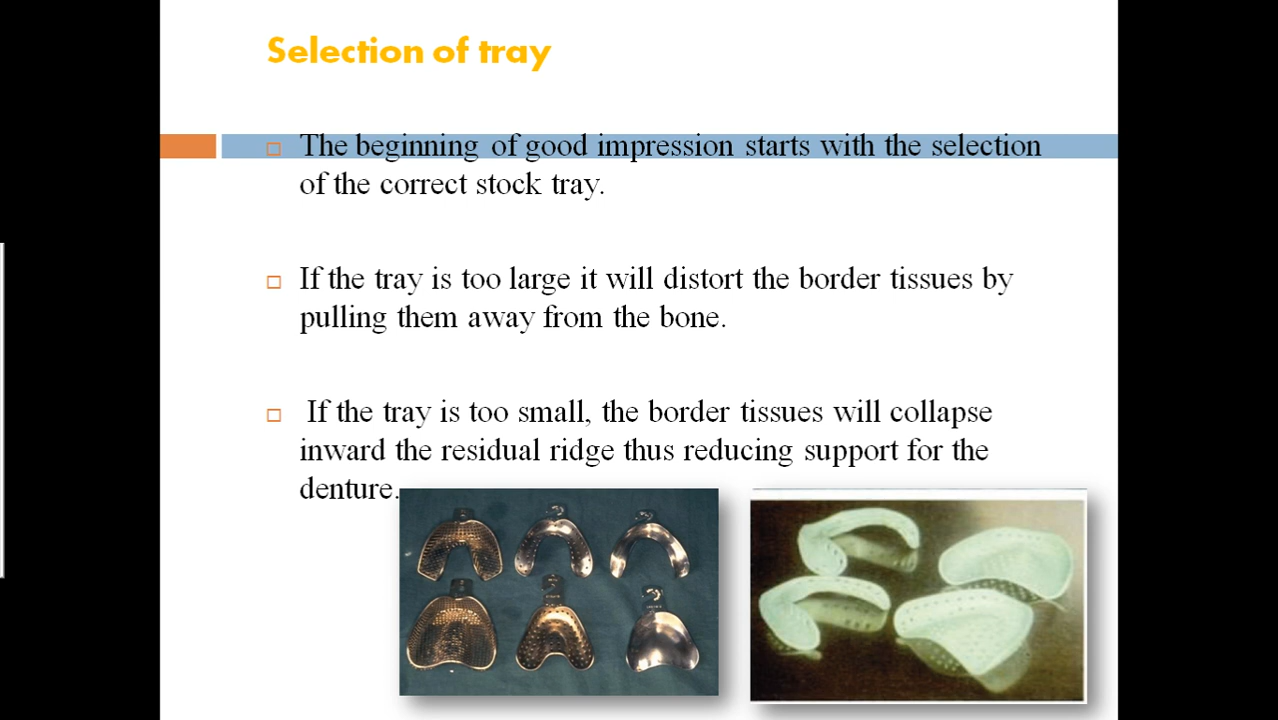 Selection of tray
The beginning of good impression starts with the selection
of the correct stock tray.
If the tray is too large it will distort the border tissues by
pulling them away from the bone.
If the tray is too small, the border tissues will collapse
inward the residual ridge thus reducing support for the
denture.